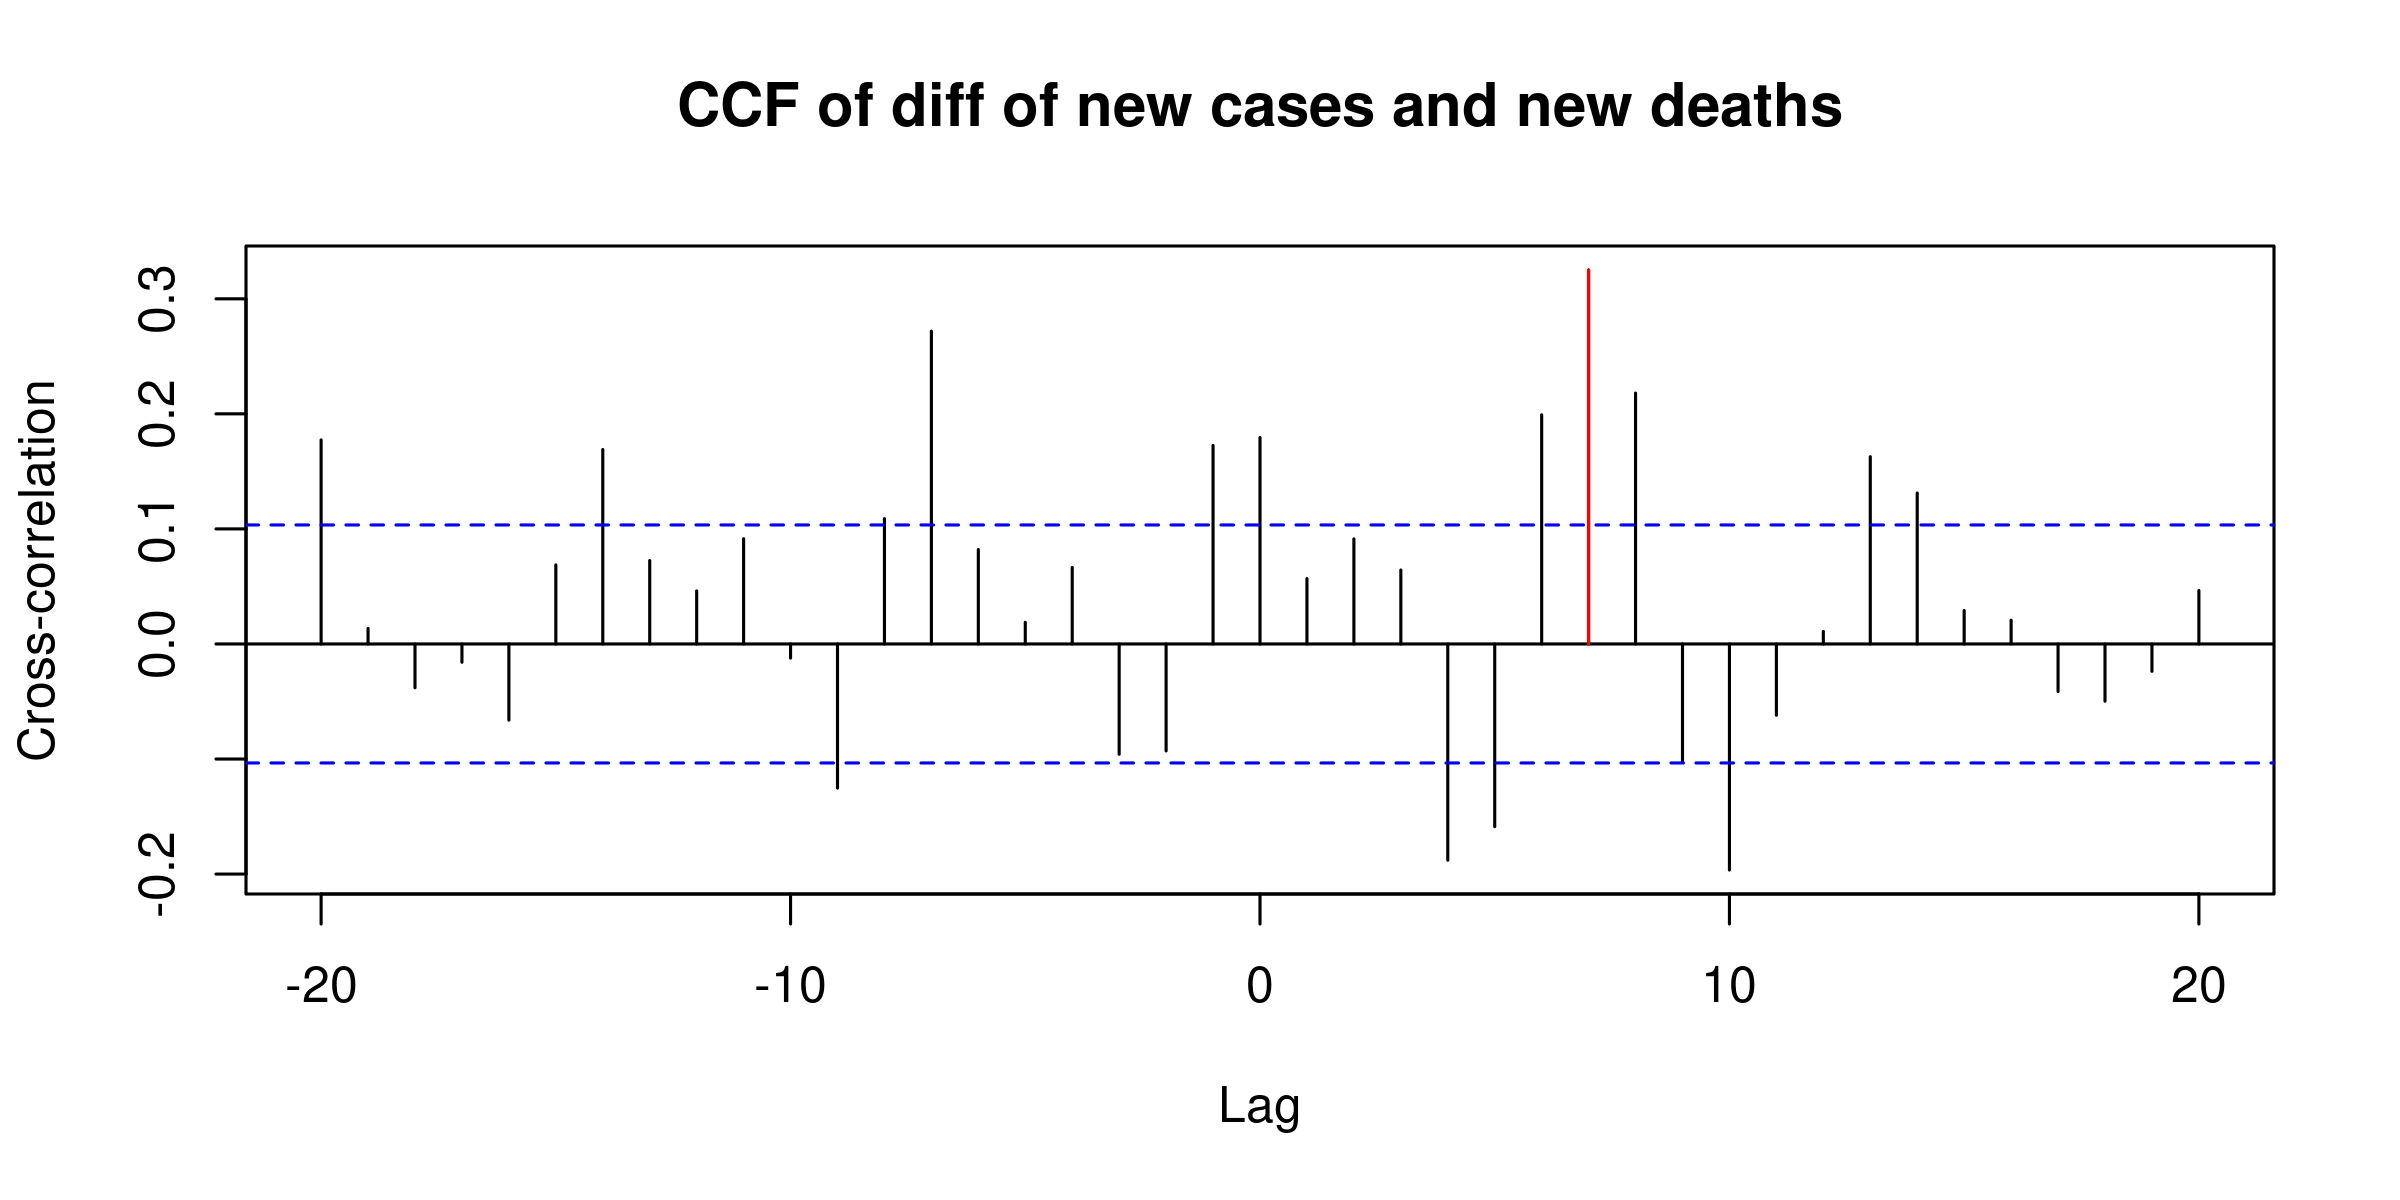 CCF of diff of new cases and new deaths
Cross-correlation
0.3
0.2
0.1
0.0
-0.2
-20 -10 0 10 20
Lag